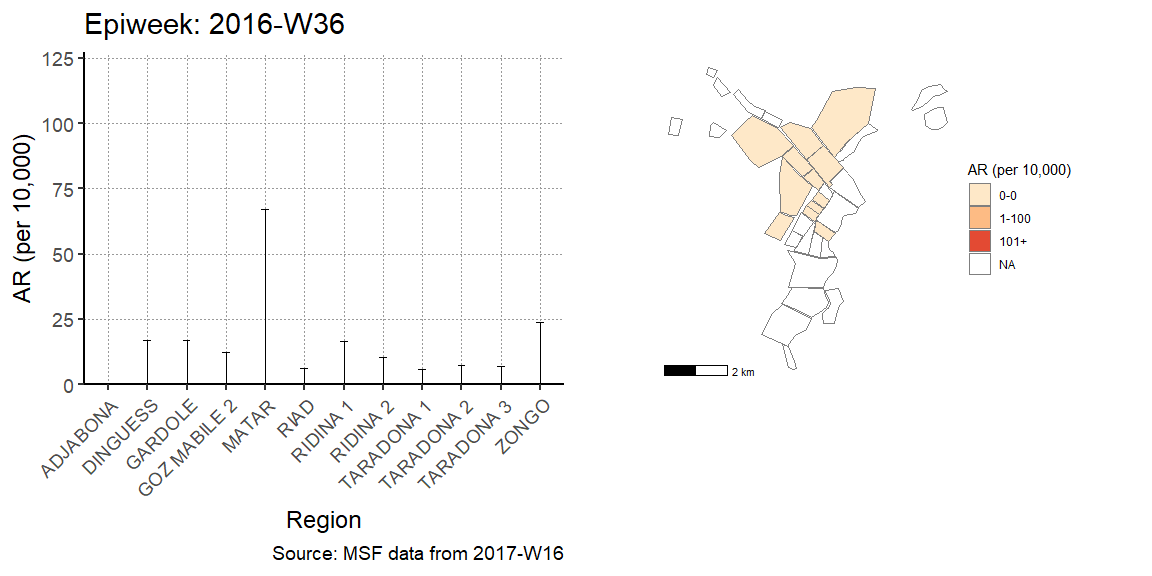 Epiweek: 2016-W36
AR (per 10,000)
125
100
75
50
25
0
ADJABONA
DINGUESS
GARDOLE
GOZ MABILE 2
MATAR
RIAD
RIDINA 1
RIDINA 2
TARADONA 1
TARADONA 2
TARADONA 3
ZONGO
Region
Source: MSF data from 2017-W16
AR (per 10,000)
0-0
1-100
101+
NA
2 km